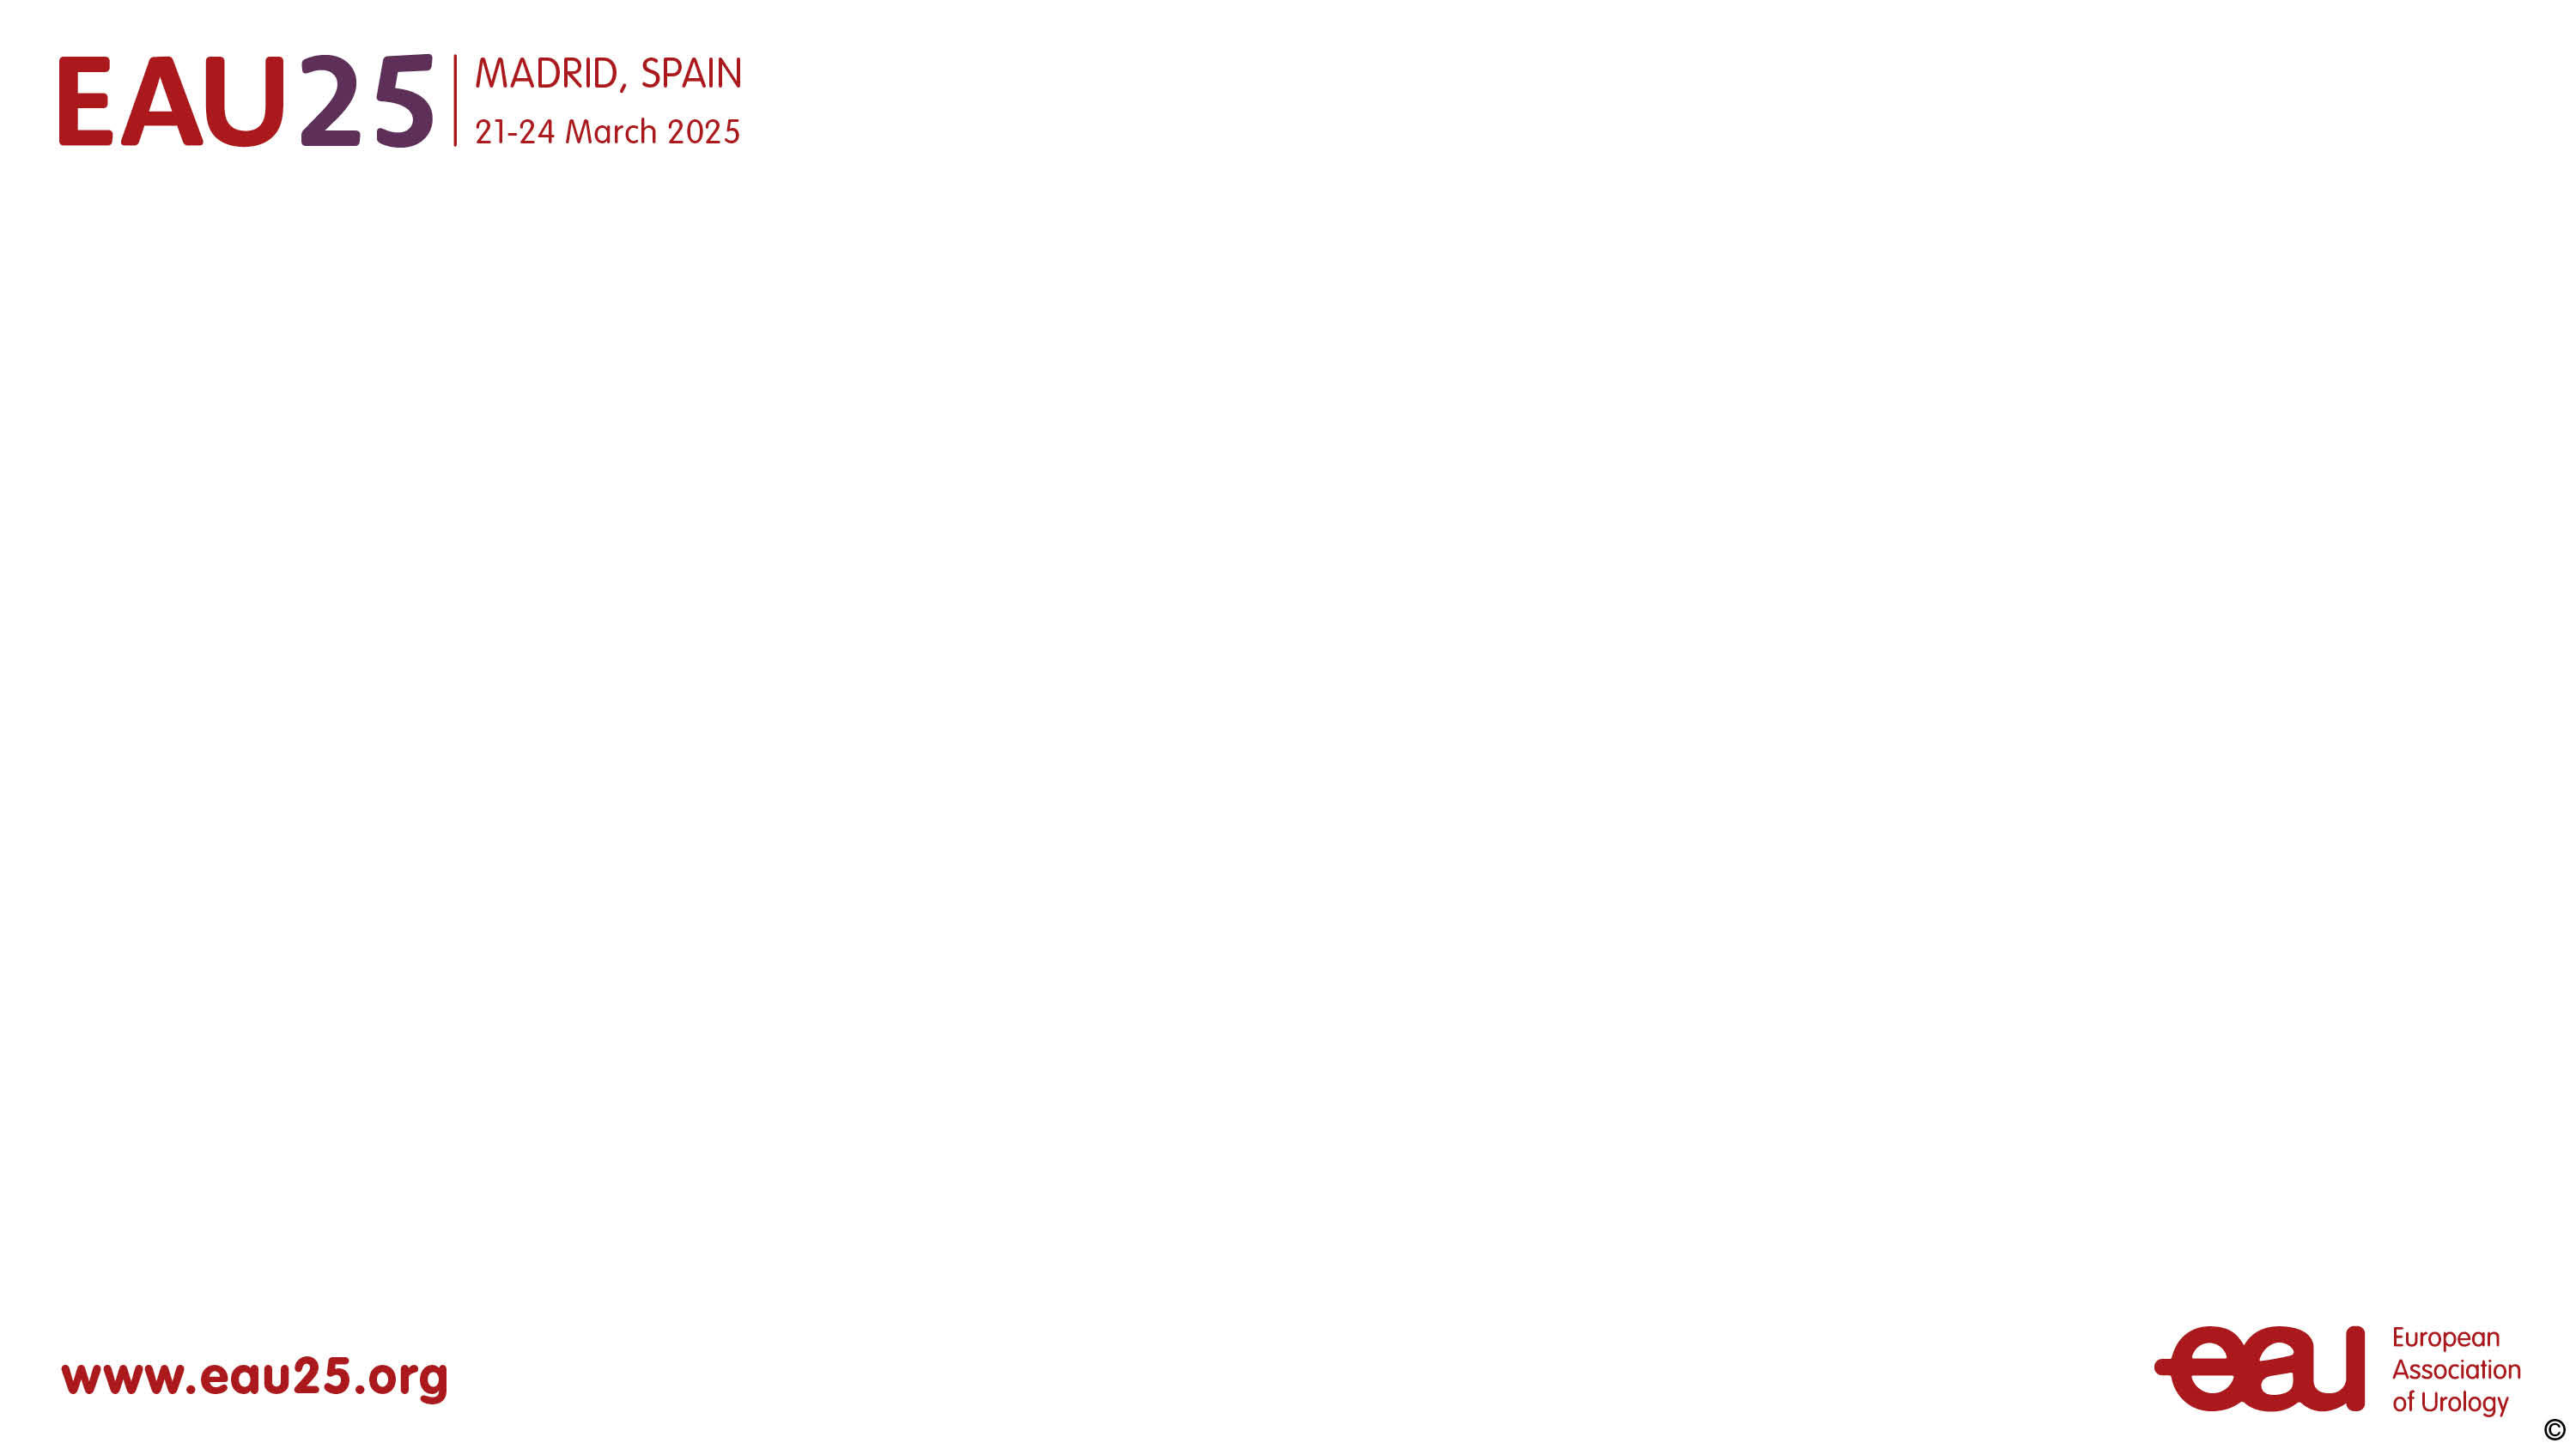 EAU25
MADRID, SPAIN
21-24 March 2025
www.eau25.org
eau
European
Association
of Urology
©